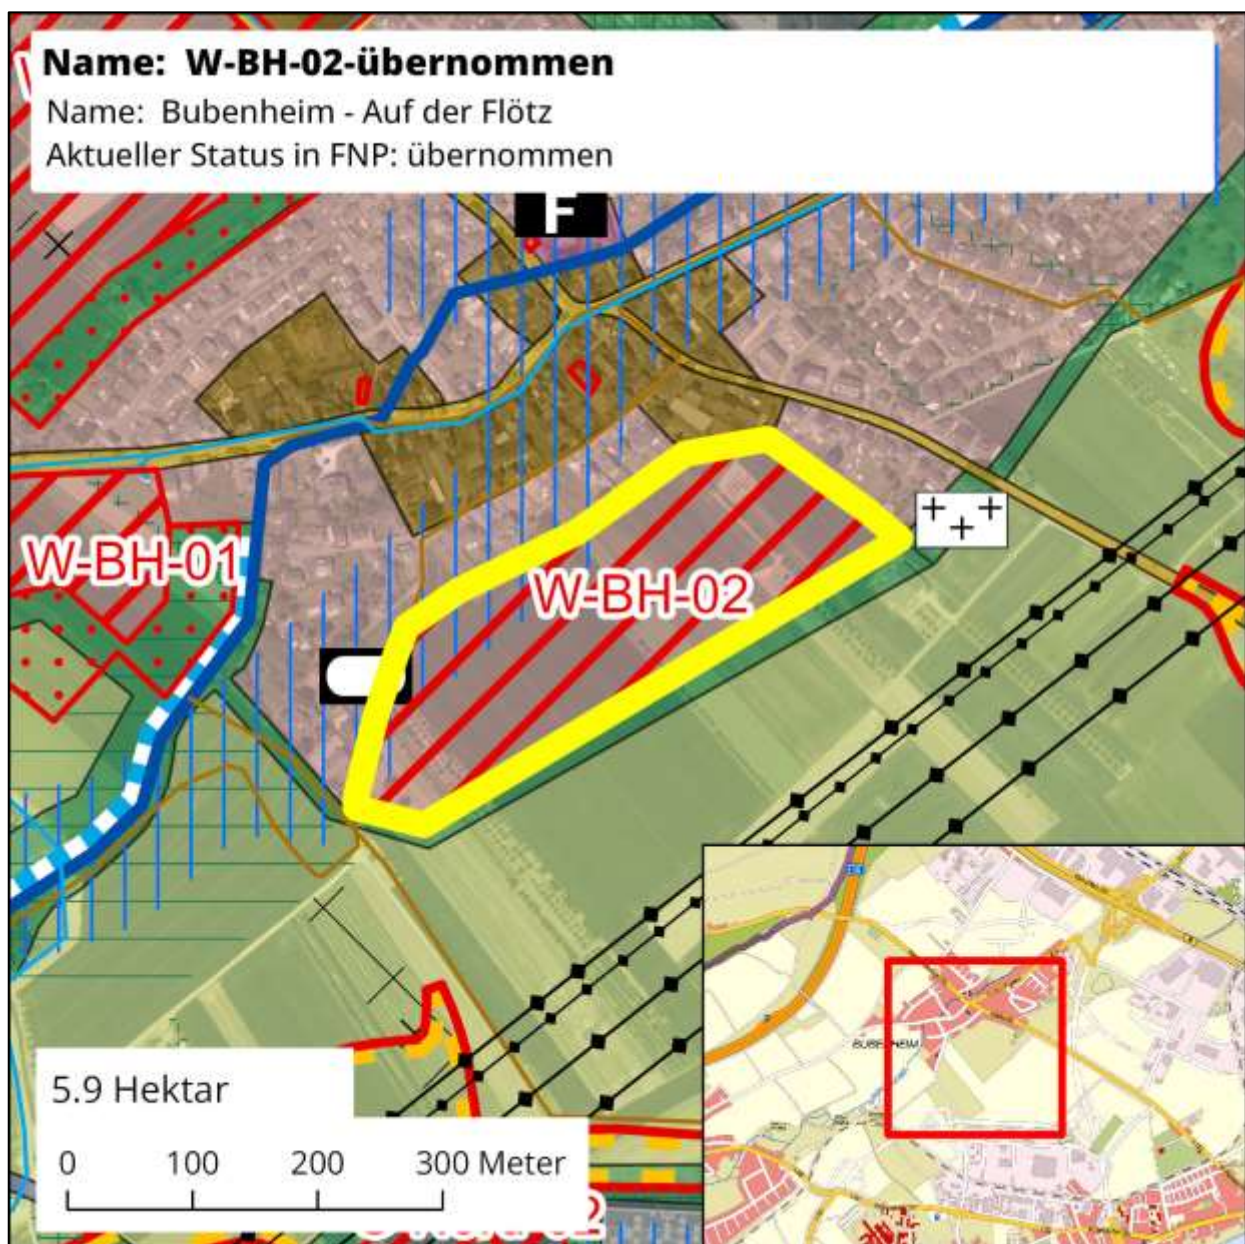 Name: W-BH-02-übernommen
Name: Bubenheim - Auf der Flötz
Aktueller Status in FNP: übernommen
F
W-BH-01
W-BH-02
5.9 Hektar
0 100 200 300 Meter